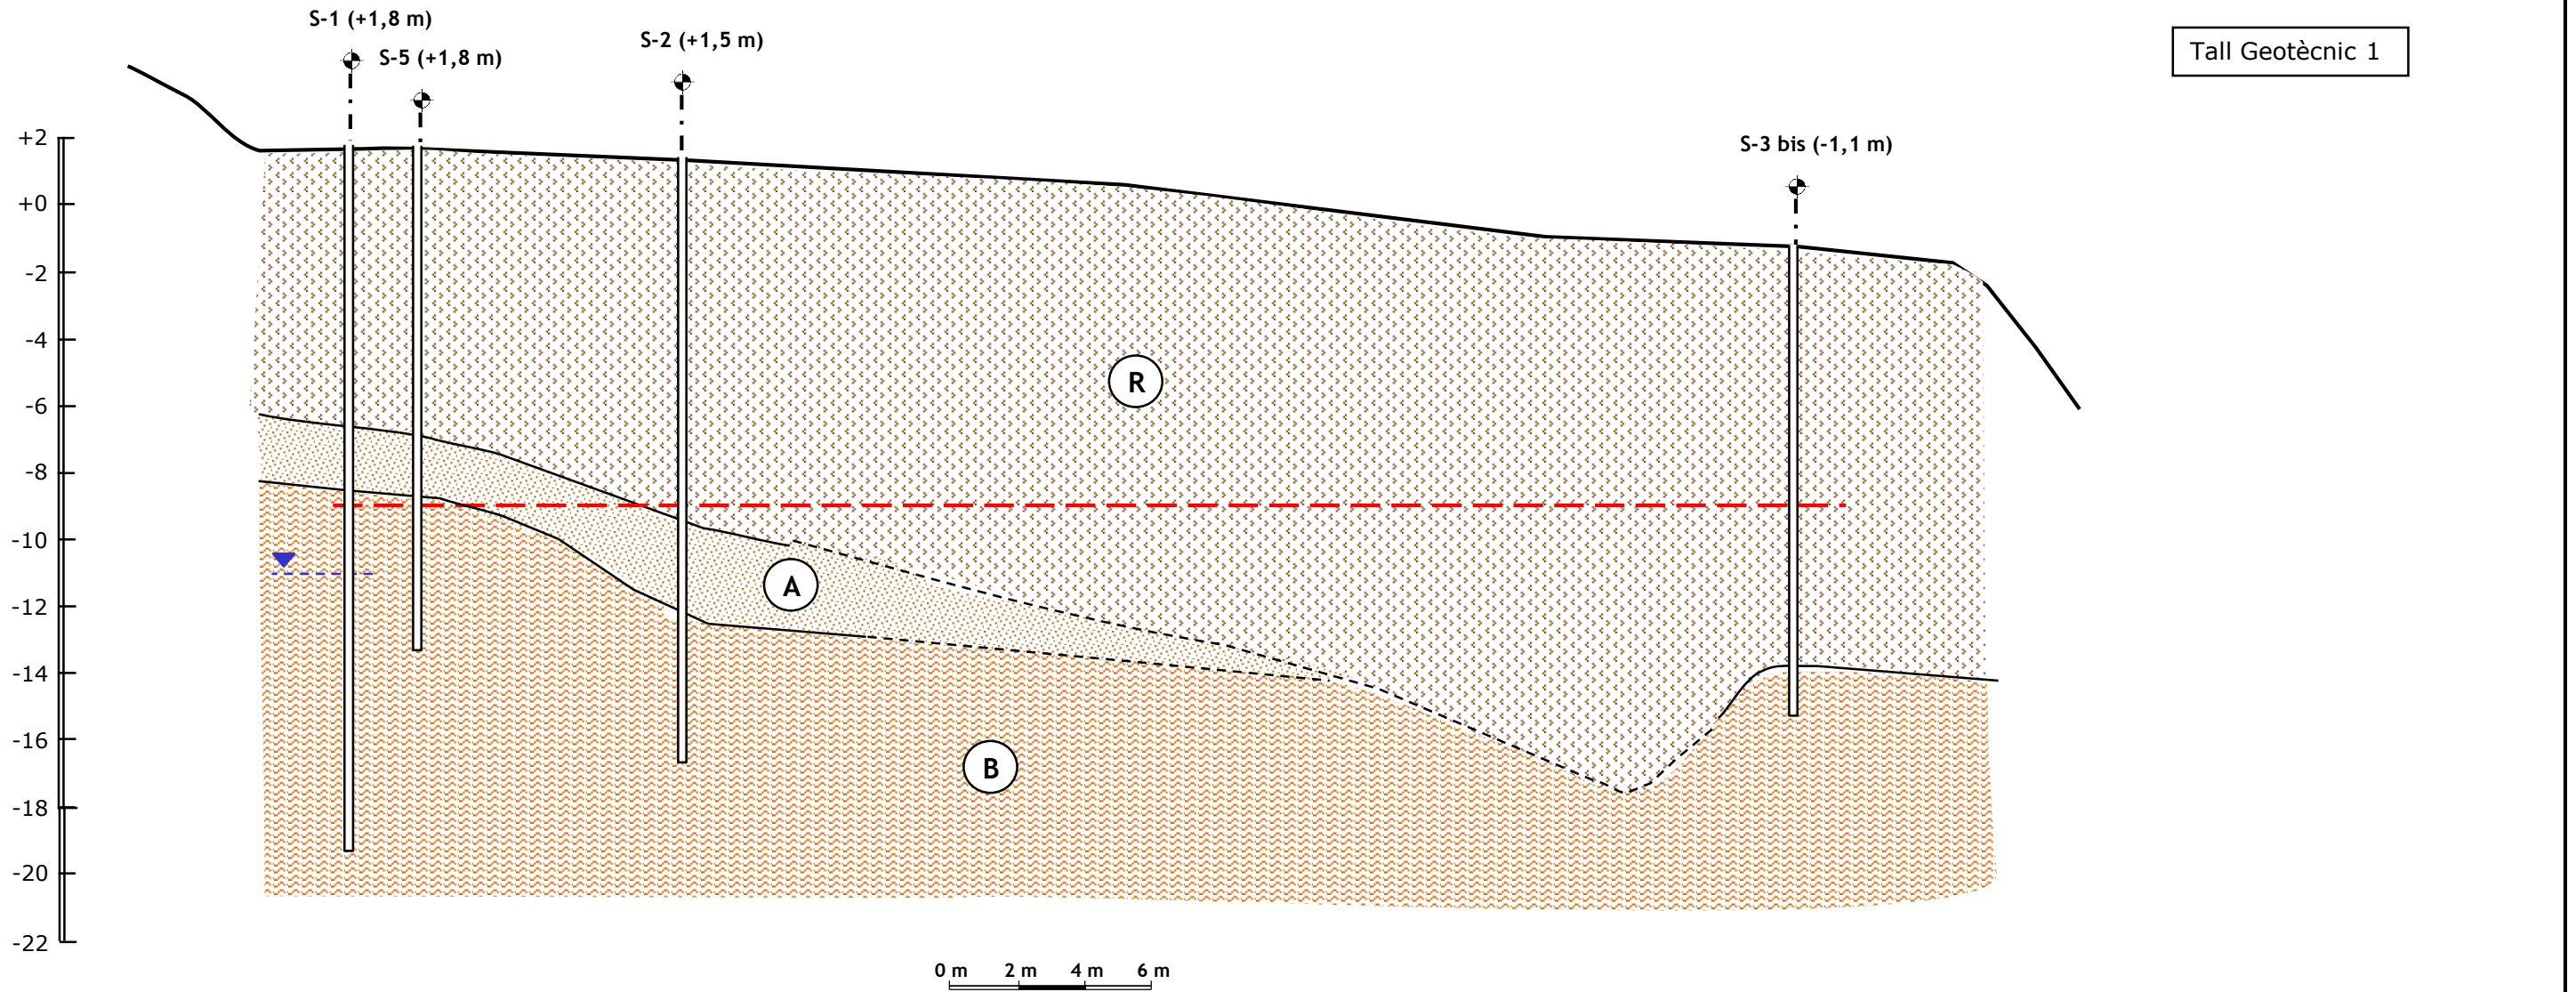 S-1 (+1,8 m)
S-5 (+1,8 m)
S-2 (+1,5 m)
Tall Geotècnic 1
S-3 bis (-1,1 m)
+2
+0
-2
-4
-6
-8
-10
-12
-14
-16
-18
-20
-22
R
A
B
0 m 2 m 4 m 6 m